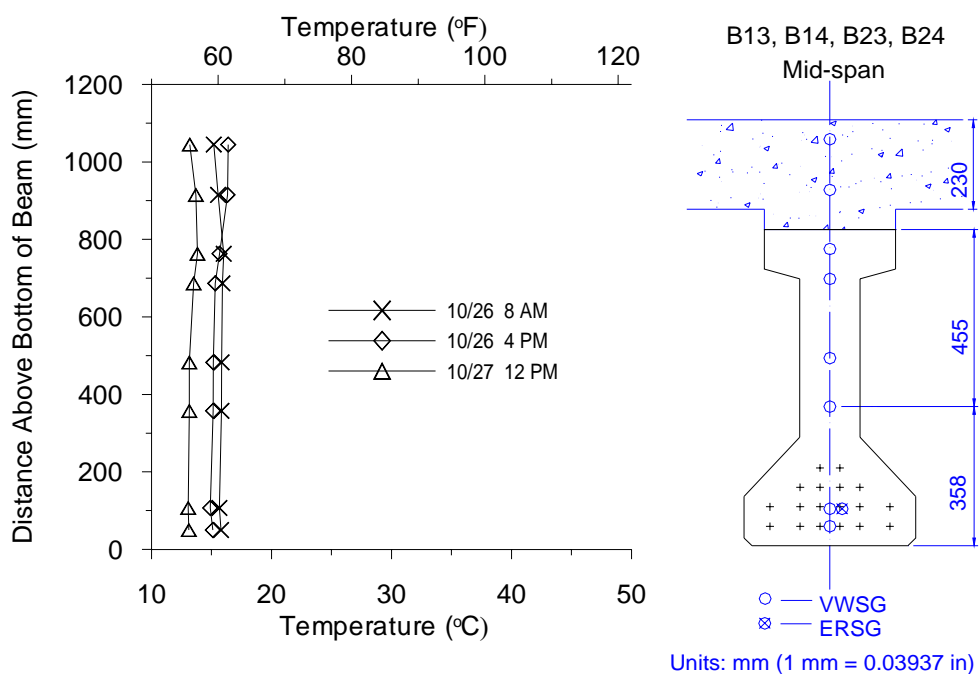 Temperature (°F)
60 80 100 120
1200
1000
800
600
400
200
0
Distance Above Bottom of Beam (mm)
10/26 8 AM
10/26 4 PM
10/27 12 PM
10 20 30 40 50
Temperature (°C)
B13, B14, B23, B24
Mid-span
230
455
358
VWSG
ERSG
Units: mm (1 mm = 0.03937 in)